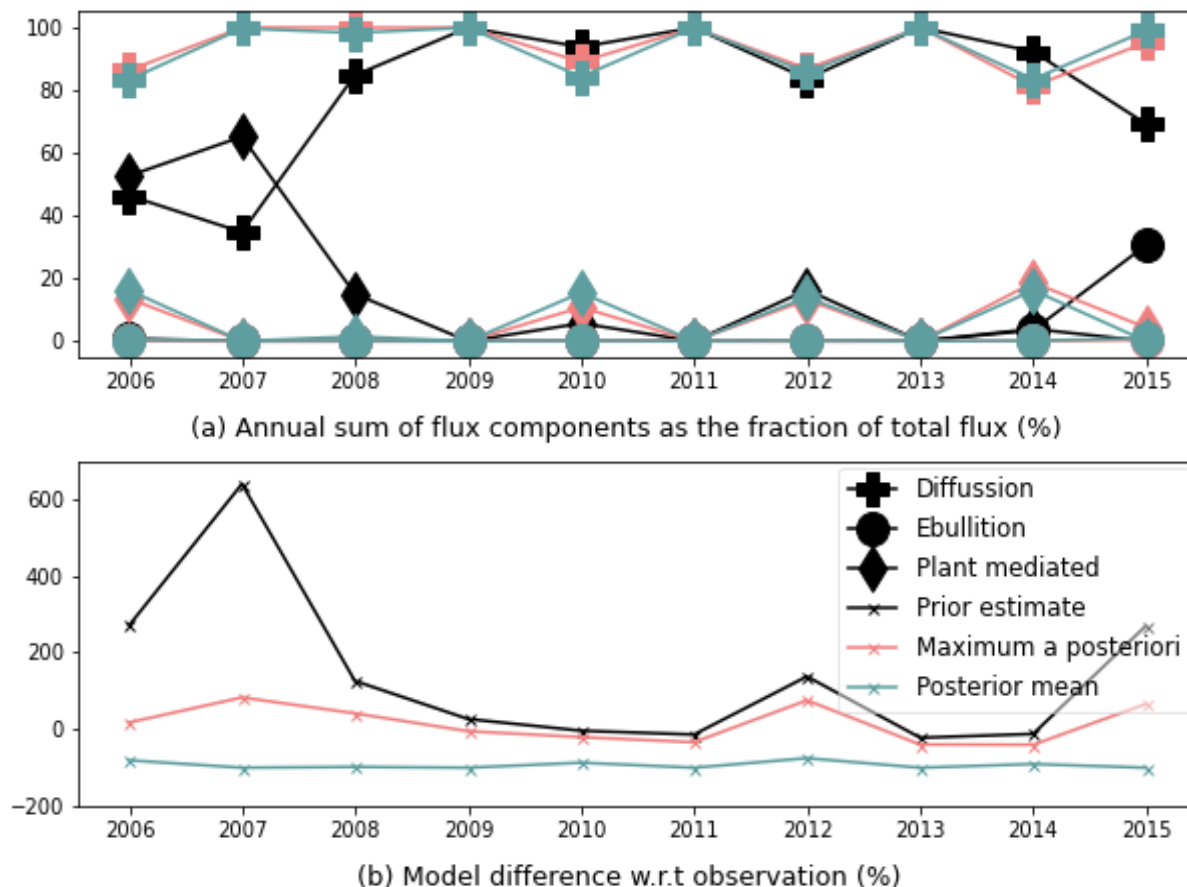 100
80
60
40
20
0
2006 2007 2008 2009 2010 2011 2012 2013 2014 2015
(a) Annual sum of flux components as the fraction of total flux (%)
600
400
200
0
−200
Diffussion
Ebullition
Plant mediated
Prior estimate
Maximum a posteriori
Posterior mean
2006 2007 2008 2009 2010 2011 2012 2013 2014 2015
(b) Model difference w.r.t observation (%)